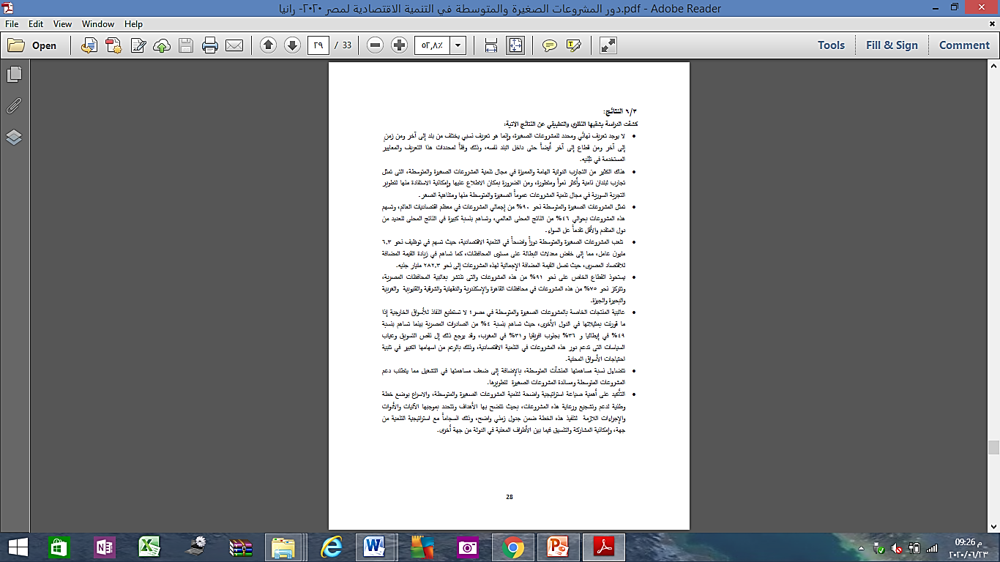 دور المشروعات الصغيرة والمتوسطة في التنمية الاقتصادية لمصر ٢٠٢٠- رانيا.pdf - Adobe Reader
File Edit View Window Help
Open ٢٩ / 33 ٥٢,٨٪ Tools Fill & Sign Comment
٦/٣ النتائج:
كشفت الدراسة بشقيها النظري والتطبيقي عن النتائج الاتية:
• لا يوجد تعريف نهائي ومحدد للمشروعات الصغيرة، وإنما هو تعريف نسبي يختلف من بلد إلى آخر ومن زمنٍ
إلى آخر ومن قطاع إلى آخر أيضاً حتى داخل البلد نفسه، وذلك وفقاً لمحددات هذا التعريف والمعايير
المستخدمة في تبنّيه.
• هناك الكثير من التجارب الدولية الهامة والمميزة في مجال تنمية المشروعات الصغيرة والمتوسطة، التى تمثل
تجارب لبلدان نامية وأكثر نمواً ومتطورة، ومن الضرورة بمكان الاطلاع عليها وإمكانية الاستفادة منها لتطوير
التجربة السورية في مجال تنمية المشروعات عموماً الصغيرة والمتوسطة منها ومتناهية الصغر.
• تمثل المشروعات الصغيرة والمتوسطة نحو ٩٠% من إجمالي المشروعات في معظم اقتصاديات العالم، وتسهم
هذه المشروعات بحوالي ٤٦% من الناتج المحلى العالمي، وتساهم بنسبة كبيرة في الناتج المحلى للعديد من
دول المتقدم والأقل تقدماً عل السواء.
• تلعب المشروعات الصغيرة والمتوسطة دوراً واضحاً في التنمية الاقتصادية، حيث تسهم في توظيف نحو ٦.٣
مليون عامل، مما إلى خفض معدلات البطالة على مستوى المحافظات، كما تساهم في زيادة القيمة المضافة
للاقتصاد المصرى، حيث تصل القيمة المضافة الإجمالية لهذه المشروعات إلى نحو ٢٨٢.٣ مليار جنيه.
• يستحوذ القطاع الخاص على نحو ٩١% من هذه المشروعات والتى تنتشر بغالبية المحافظات المصرية،
وتتركز نحو ٧٥% من هذه المشروعات في محافظات القاهرة والإسكندرية والدقهلية والشرقية والقليوبية والغربية
والبحيرة والجيزة.
• غالبية المنتجات الخاصة بالمشروعات الصغيرة والمتوسطة في مصر؛ لا تستطيع النفاذ للأسواق الخارجية إذا
ما قورنت بمثيلاتها في الدول الأخرى، حيث تساهم بنسبة ٤% من الصادرات المصرية بينما تساهم بنسبة
٤٩% في إيطاليا و ٣٦% بجنوب افريقيا و٣١% في المغرب، وقد يرجع ذلك إل نقص التسويق وغياب
السياسات التى تدعم دور هذه المشروعات في التنمية الاقتصادية، وذلك بالرغم من اسهامها الكبير في تلبية
احتياجات الأسواق المحلية.
• تتضاءل نسبة مساهمتها المنشآت المتوسطة، بالإضافة إلى ضعف مساهمتها في التشغيل مما يتطلب دعم
المشروعات المتوسطة ومساندة المشروعات الصغيرة لتطويرها.
• التأكيد على أهمية صياغة استراتيجية واضحة لتنمية المشروعات الصغيرة والمتوسطة، والاسراع بوضع خطة
وطنية لدعم وتشجيع ورعاية هذه المشروعات، بحيث تتضح بها الأهداف وتتحدد بموجبها الآليات والأدوات
والإجراءات اللازمة لتنفيذ هذه الخطة ضمن جدول زمني واضح، وذلك انسجاماً مع استراتيجية التنمية من
جهة، وإمكانية المشاركة والتنسيق فيما بين الأطراف المعنية في الدولة من جهة أخرى.
28
09:26 م
٢٠٢٠/٠٦/٢٣